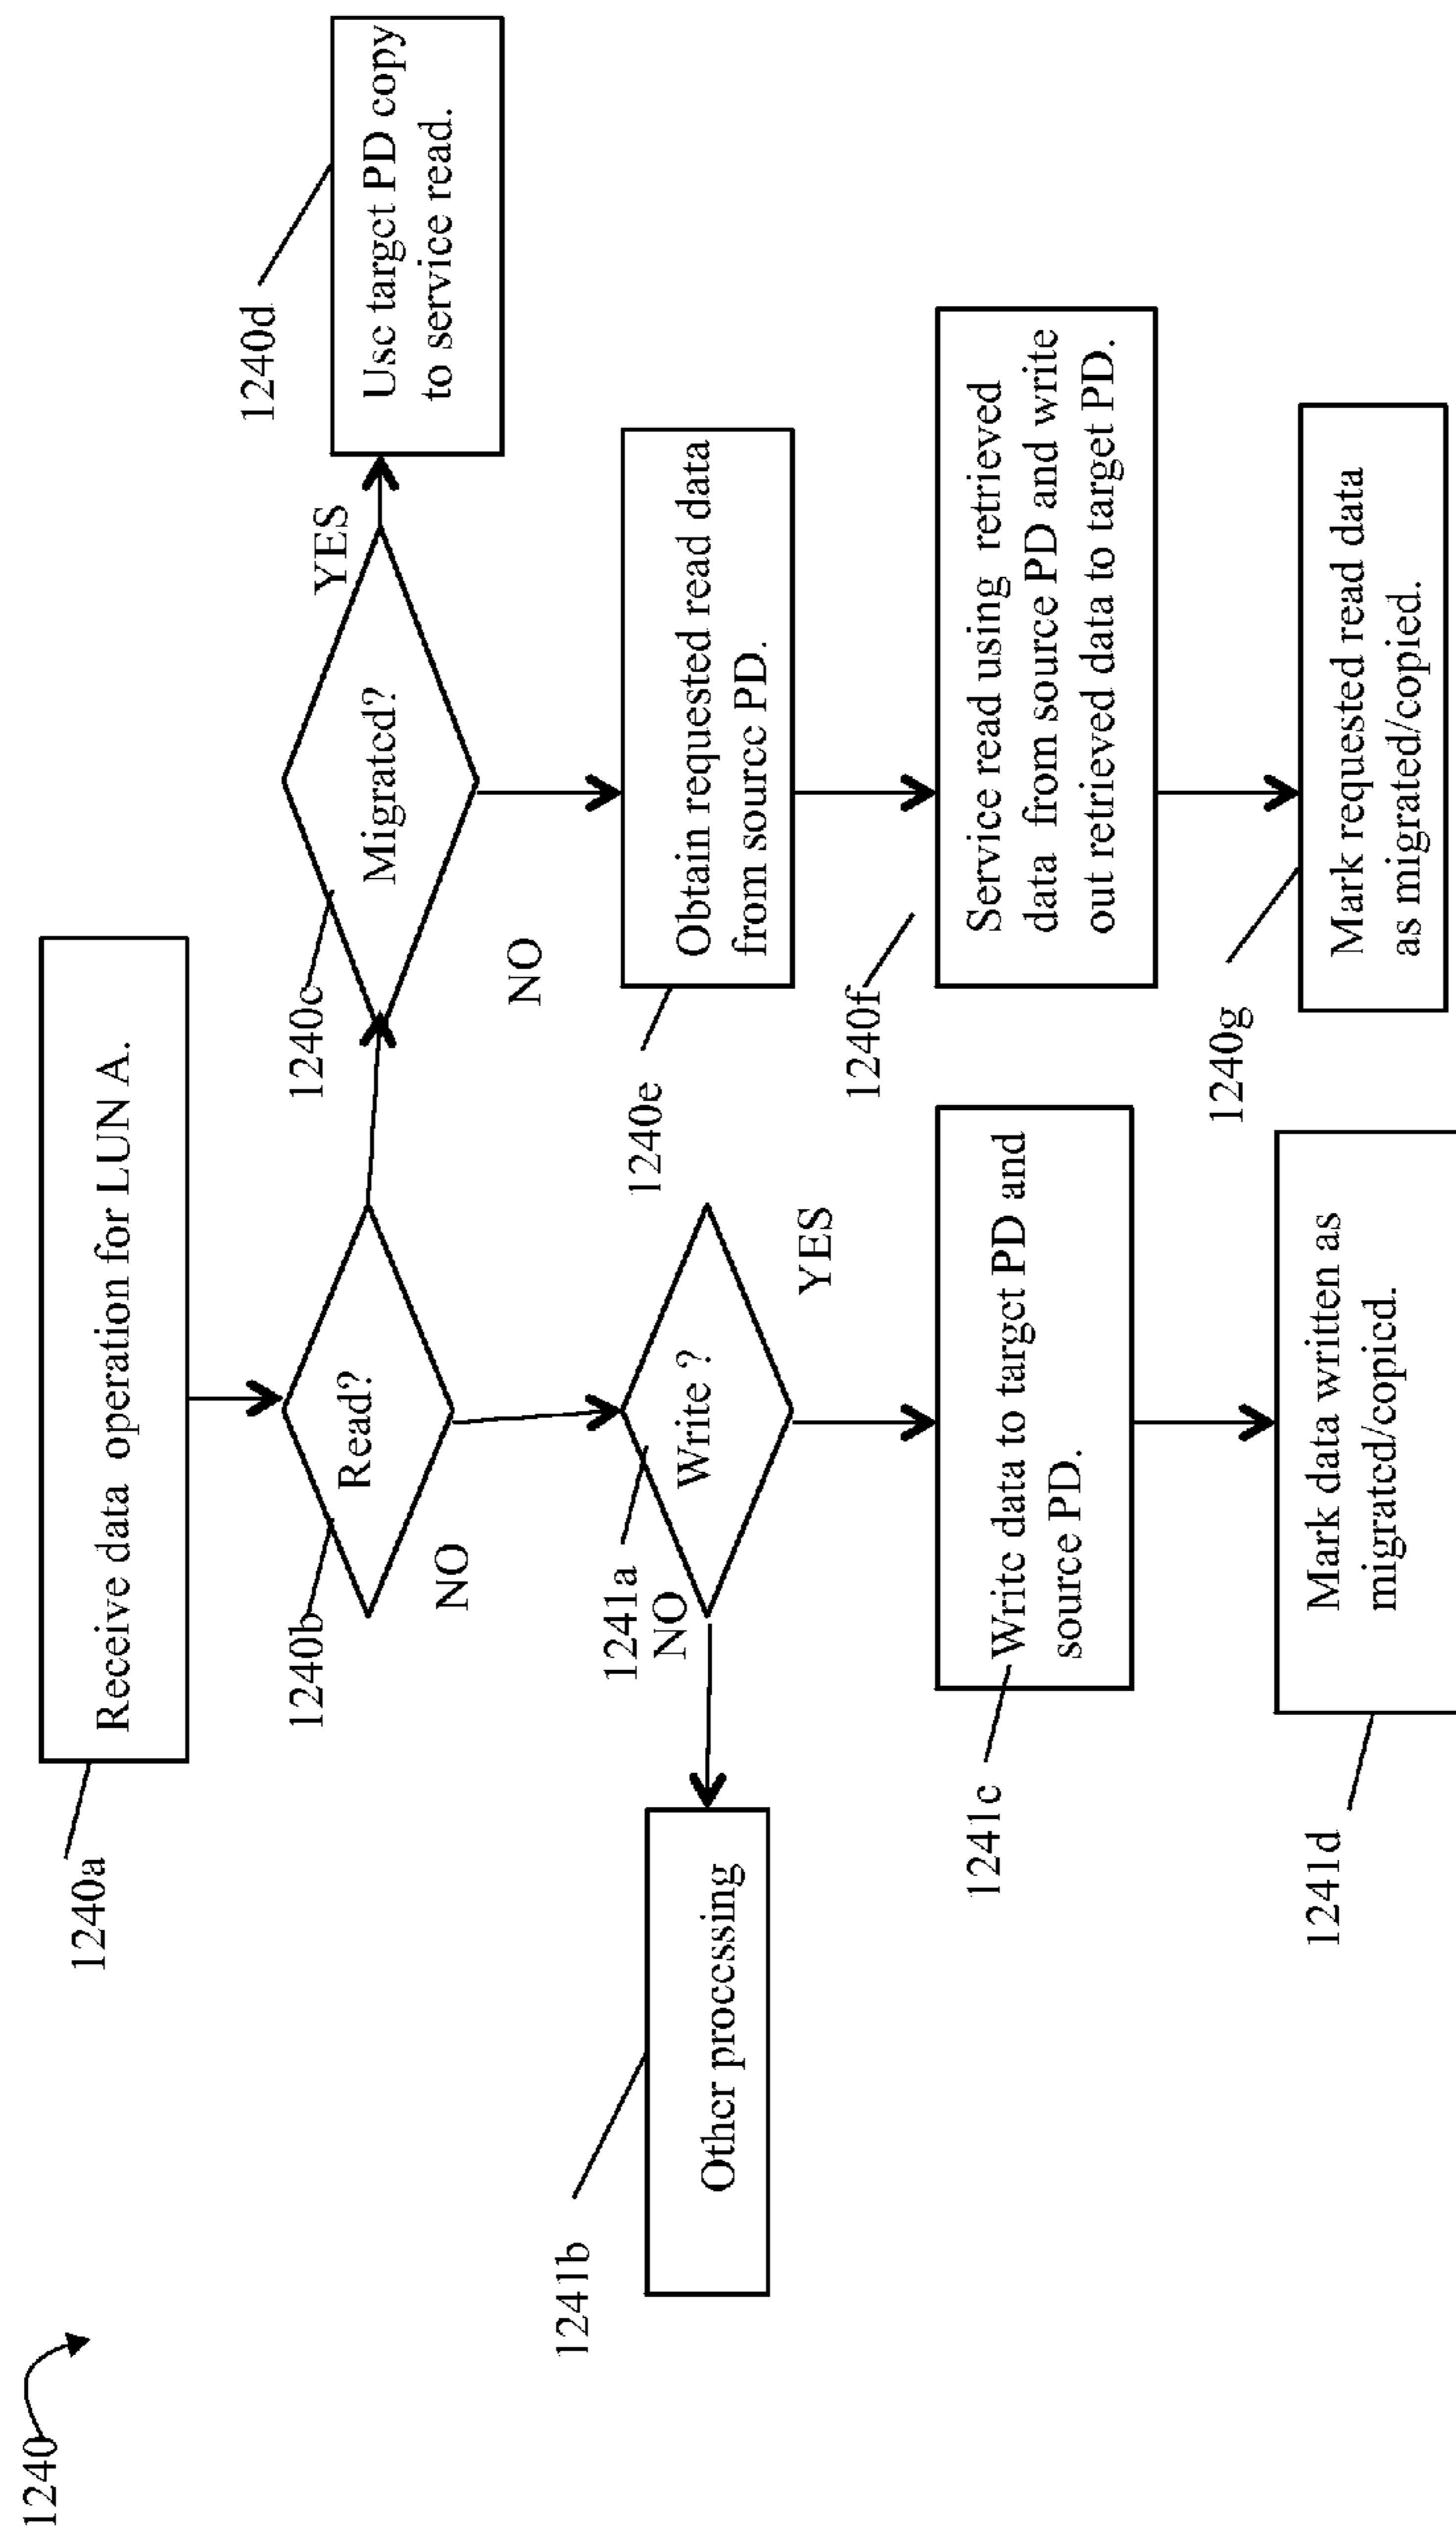 1240
1240a
Receive data operation for LUN A.
1240b
Read?
NO
1240c
Migrated?
YES
NO
1240d
Use target PD copy
to service read.
1240e
Obtain requested read data
from source PD.
1240f
Service read using retrieved
data from source PD and write
out retrieved data to target PD.
1240g
Mark requested read data
as migrated/copied.
1241a
Write ?
NO
YES
1241b
Other processing
1241c
Write data to target PD and
source PD.
1241d
Mark data written as
migrated/copied.